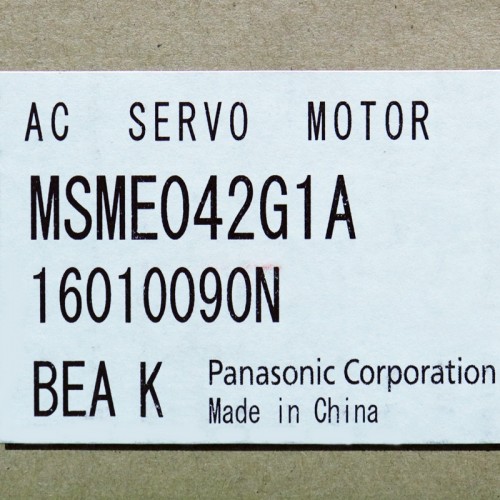 AC SERVO MOTOR
MSME042G1A
16010090N
BEA K
Panasonic Corporation
Made in China